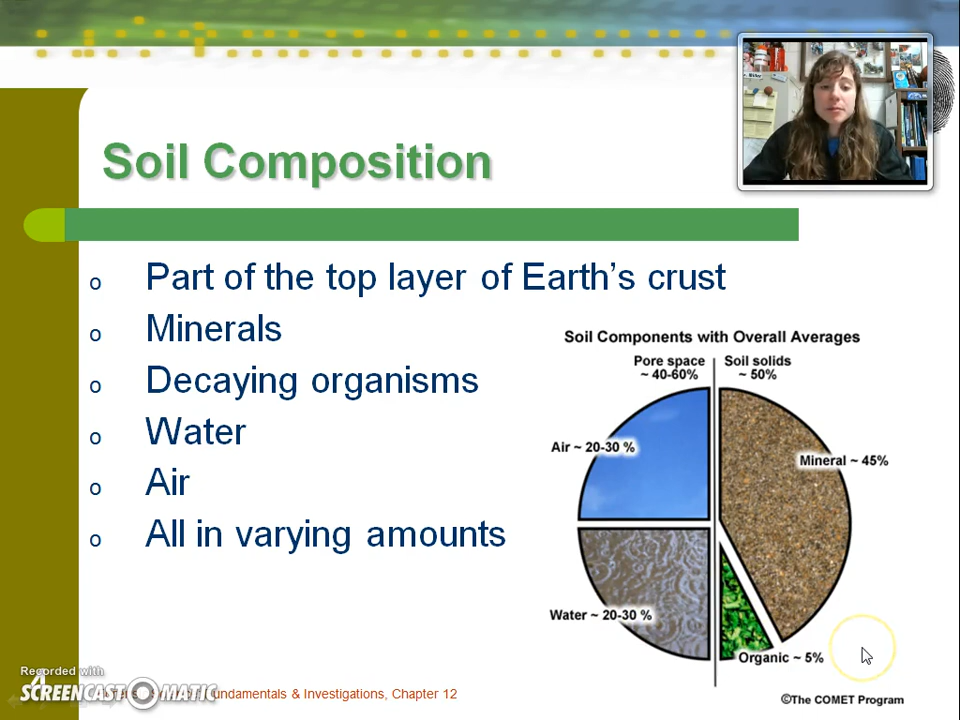 Soil Composition
o Part of the top layer of Earth's crust
o Minerals
o Decaying organisms
o Water
o Air
o All in varying amounts
Soil Components with Overall Averages
Pore space
~ 40-60%
Soil solids
~ 50%
Air ~ 20-30 %
Mineral ~ 45%
Water ~ 20-30 %
Organic ~ 5%
©The COMET Program
Recorded with
SCREENCAST-O-MATIC
4
Fundamentals & Investigations, Chapter 12